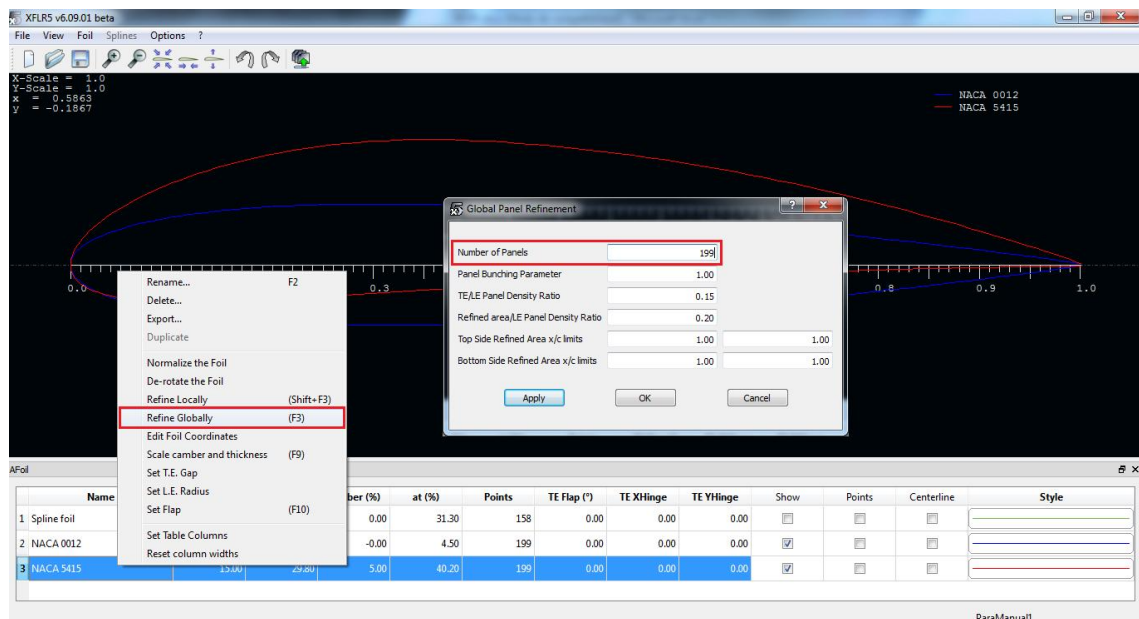 XFLR5 v6.09.01 beta
File View Foil Splines Options ?
X-Scale = 1.0
Y-Scale = 1.0
x = 0.5863
y = -0.1867
NACA 0012
NACA 5415
0.0 0.3 0.8 0.9 1.0
Global Panel Refinement
Number of Panels 199
Panel Bunching Parameter 1.00
TE/LE Panel Density Ratio 0.15
Refined area/LE Panel Density Ratio 0.20
Top Side Refined Area x/c limits 1.00 1.00
Bottom Side Refined Area x/c limits 1.00 1.00
Apply OK Cancel
Rename... F2
Delete...
Export...
Duplicate
Normalize the Foil
De-rotate the Foil
Refine Locally (Shift+F3)
Refine Globally (F3)
Edit Foil Coordinates
Scale camber and thickness (F9)
Set T.E. Gap
Set L.E. Radius
Set Flap (F10)
Set Table Columns
Reset column widths
AFoil
Name ber (%) at (%) Points TE Flap (°) TE XHinge TE YHinge Show Points Centerline Style
1 Spline foil 0.00 31.30 158 0.00 0.00 0.00
2 NACA 0012 -0.00 4.50 199 0.00 0.00 0.00
3 NACA 5415 15.00 29.80 5.00 40.20 199 0.00 0.00 0.00
ParaManual1